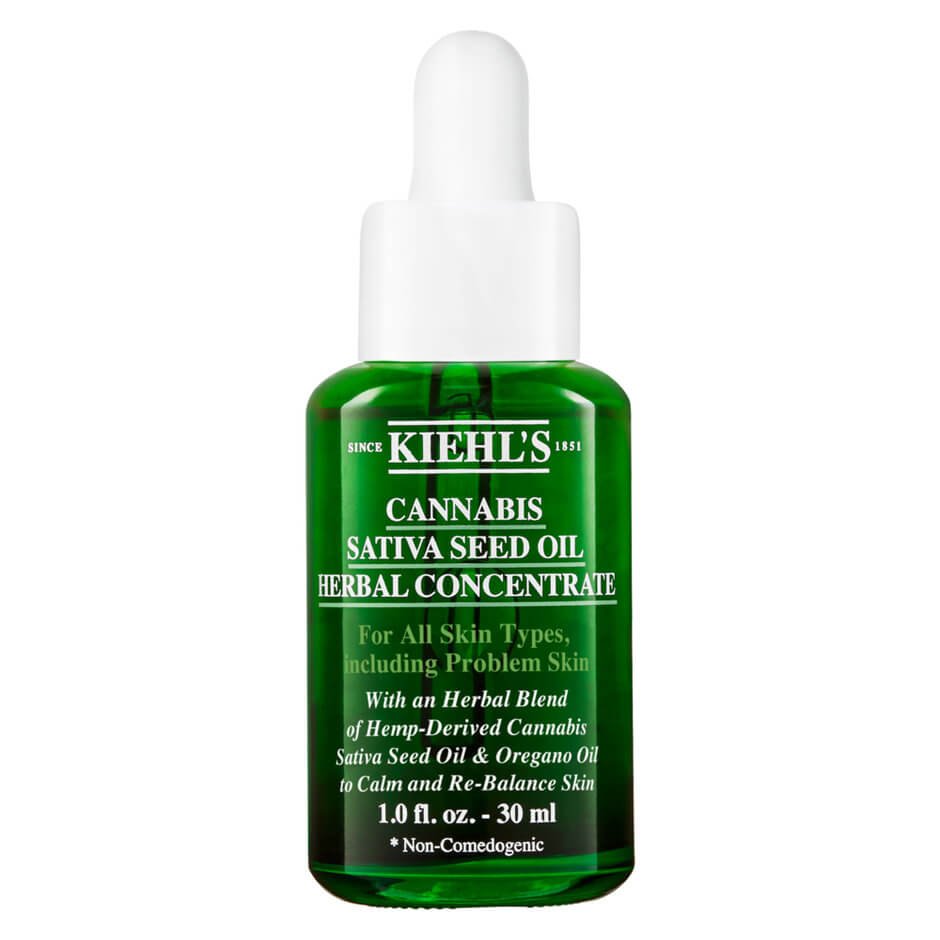 SINCE KIEHL'S 1851
CANNABIS
SATIVA SEED OIL
HERBAL CONCENTRATE
For All Skin Types,
including Problem Skin
With an Herbal Blend
of Hemp-Derived Cannabis
Sativa Seed Oil & Oregano Oil
to Calm and Re-Balance Skin
1.0 fl. oz. - 30 ml
* Non-Comedogenic